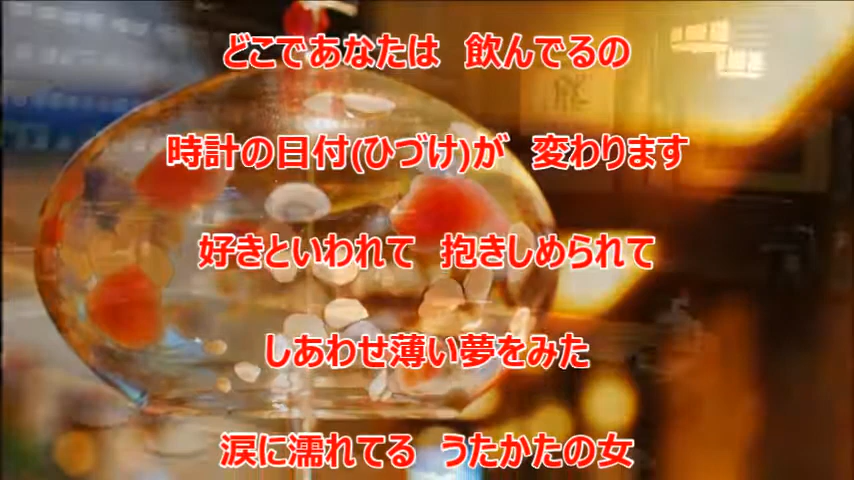 どこであなたは　飲んでるの
時計の日付(ひづけ)が　変わります
好きといわれて　抱きしめられて
しあわせ薄い夢をみた
涙に濡れてる　うたかたの女